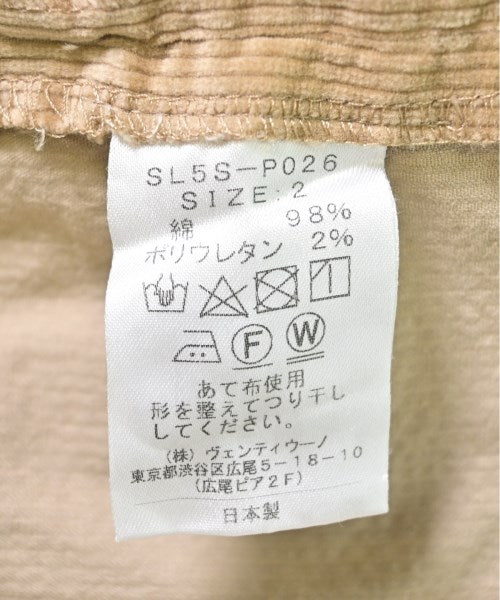 SL5S-P026
SIZE:2
綿 98%
ポリウレタン 2%
F W
あて布使用
形を整えてつり干し
してください。
(株)ヴェンティウーノ
東京都渋谷区広尾5-18-10
(広尾ピア2F)
日本製